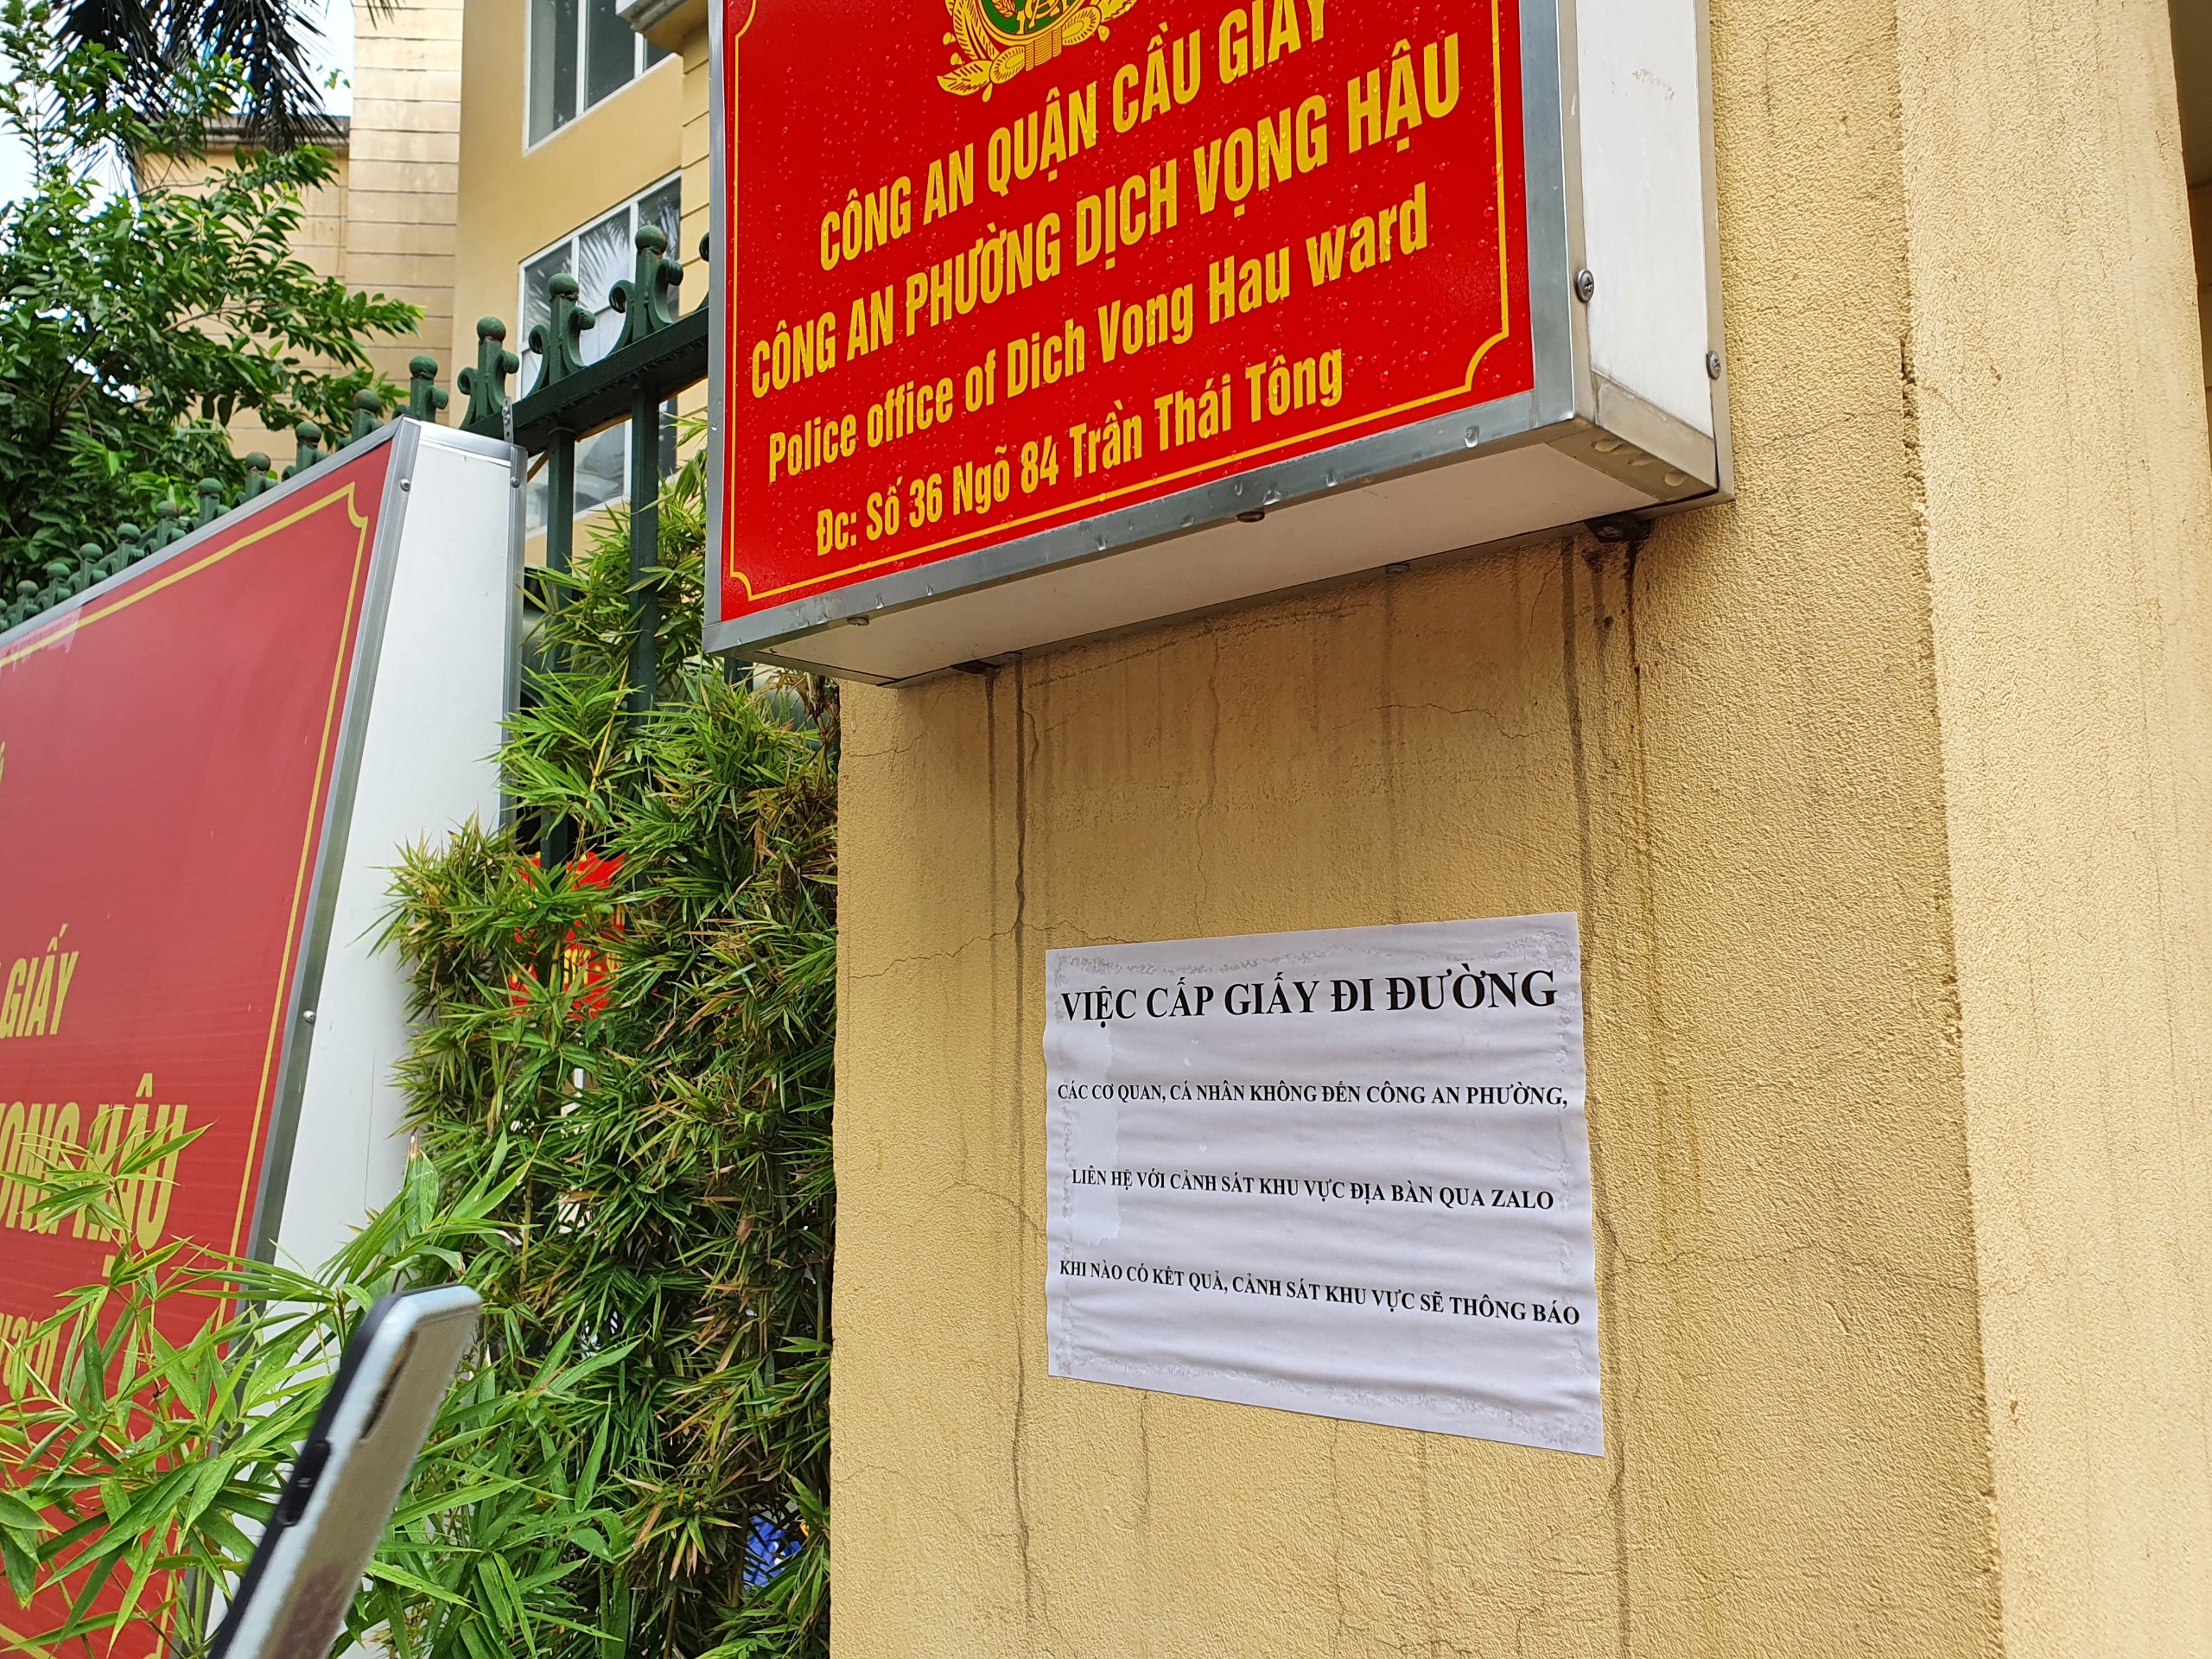 CÔNG AN QUẬN CẦU GIẤY
CÔNG AN PHƯỜNG DỊCH VỌNG HẬU
Police office of Dich Vong Hau ward
Đc: Số 36 Ngõ 84 Trần Thái Tông
GIẤY
HẬU
VIỆC CẤP GIẤY ĐI ĐƯỜNG
CÁC CƠ QUAN, CÁ NHÂN KHÔNG ĐẾN CÔNG AN PHƯỜNG,
LIÊN HỆ VỚI CẢNH SÁT KHU VỰC ĐỊA BÀN QUA ZALO
KHI NÀO CÓ KẾT QUẢ, CẢNH SÁT KHU VỰC SẼ THÔNG BÁO